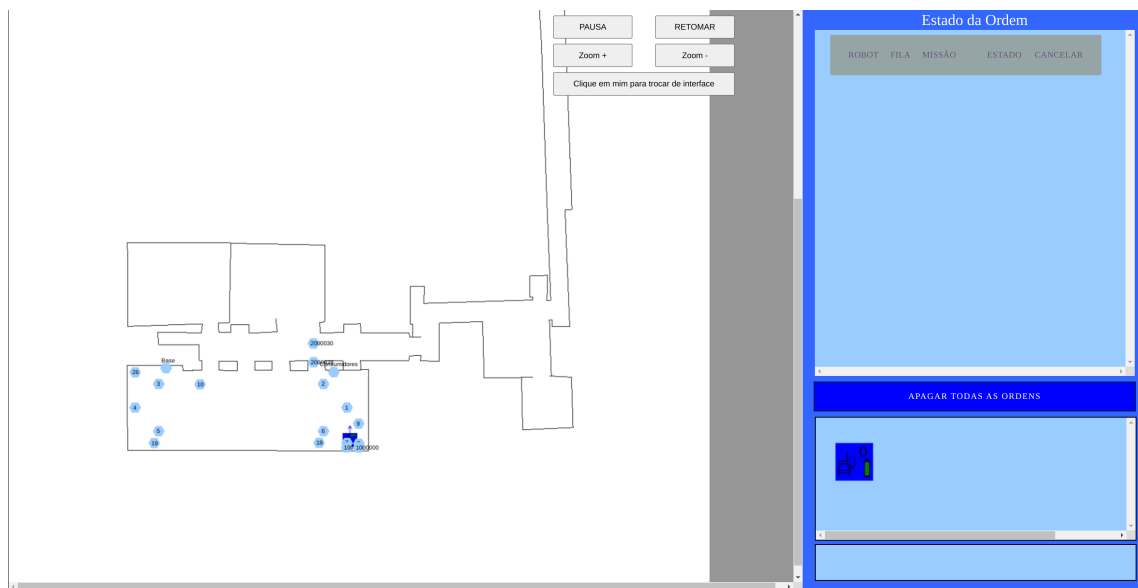 PAUSA
RETOMAR
Zoom +
Zoom -
Clique em mim para trocar de interface
Estado da Ordem
ROBOT FILA MISSÃO ESTADO CANCELAR
APAGAR TODAS AS ORDENS
0
2000030
Base
26
3
10
2
4
1
9
5
6
19
18
1000000